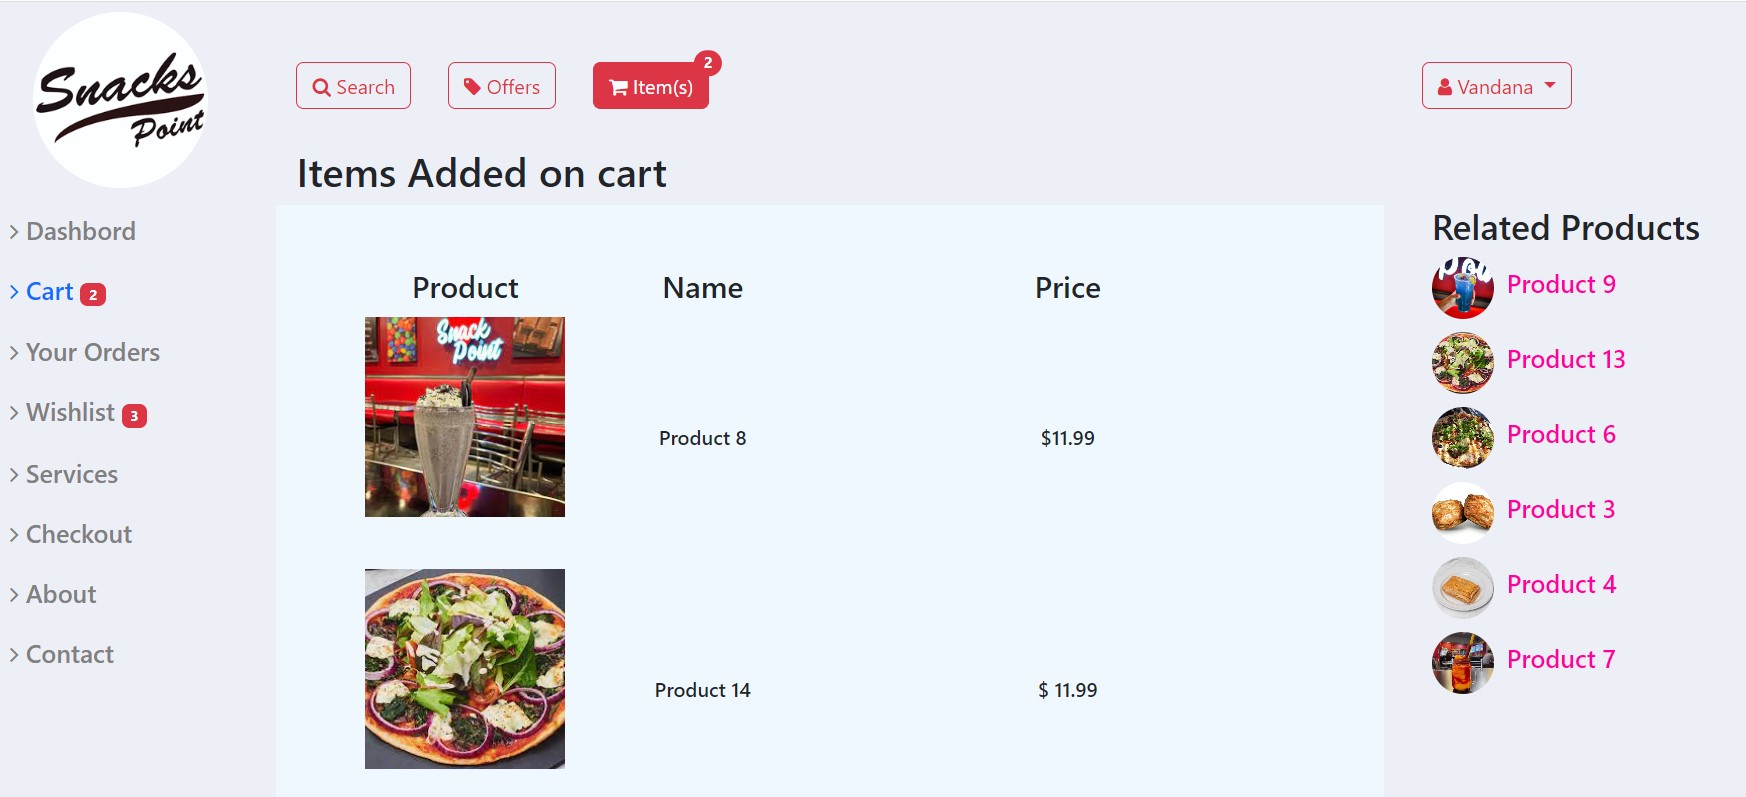 Snacks
Point
Search
Offers
Item(s)
2
Vandana
Items Added on cart
Dashbord
Cart 2
Your Orders
Wishlist 3
Services
Checkout
About
Contact
Product Name Price
Snack
Point
Product 8 $11.99
Product 14 $ 11.99
Related Products
Product 9
Product 13
Product 6
Product 3
Product 4
Product 7